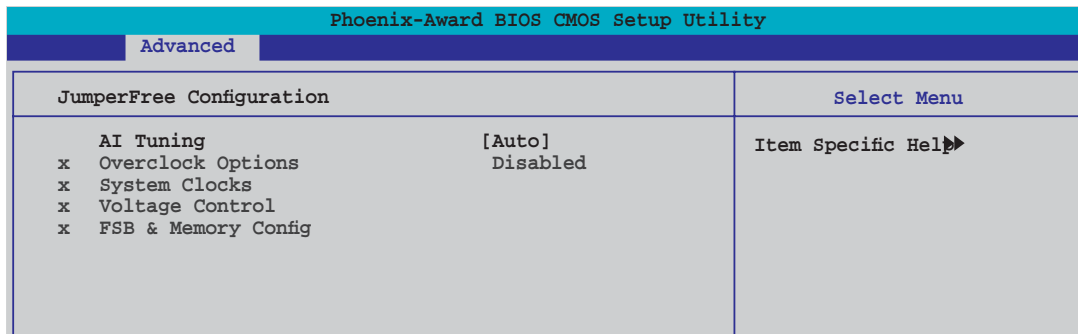 Phoenix-Award BIOS CMOS Setup Utility
Advanced
JumperFree Configuration
Select Menu
AI Tuning [Auto]
x Overclock Options Disabled
x System Clocks
x Voltage Control
x FSB & Memory Config
Item Specific Help